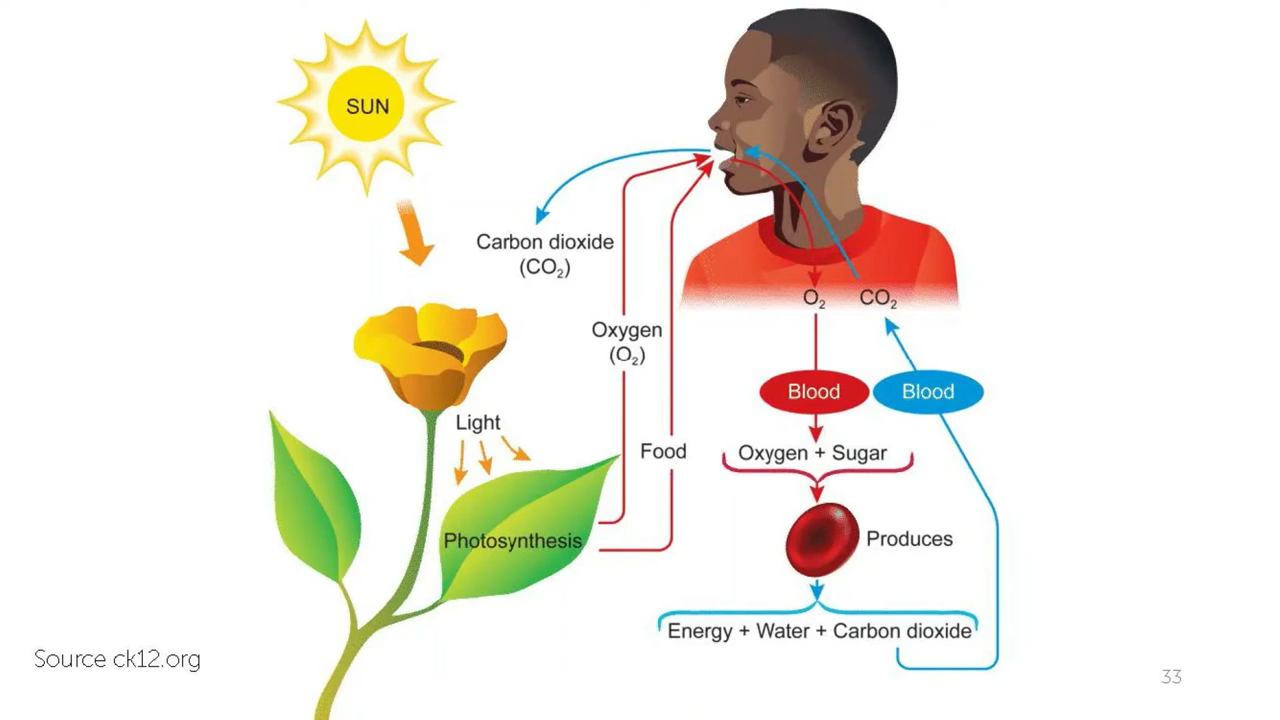 SUN
Carbon dioxide
(CO₂)
Oxygen
(O₂)
Light
Food
Photosynthesis
O₂
CO₂
Blood
Blood
Oxygen + Sugar
Produces
Energy + Water + Carbon dioxide
Source ck12.org
33